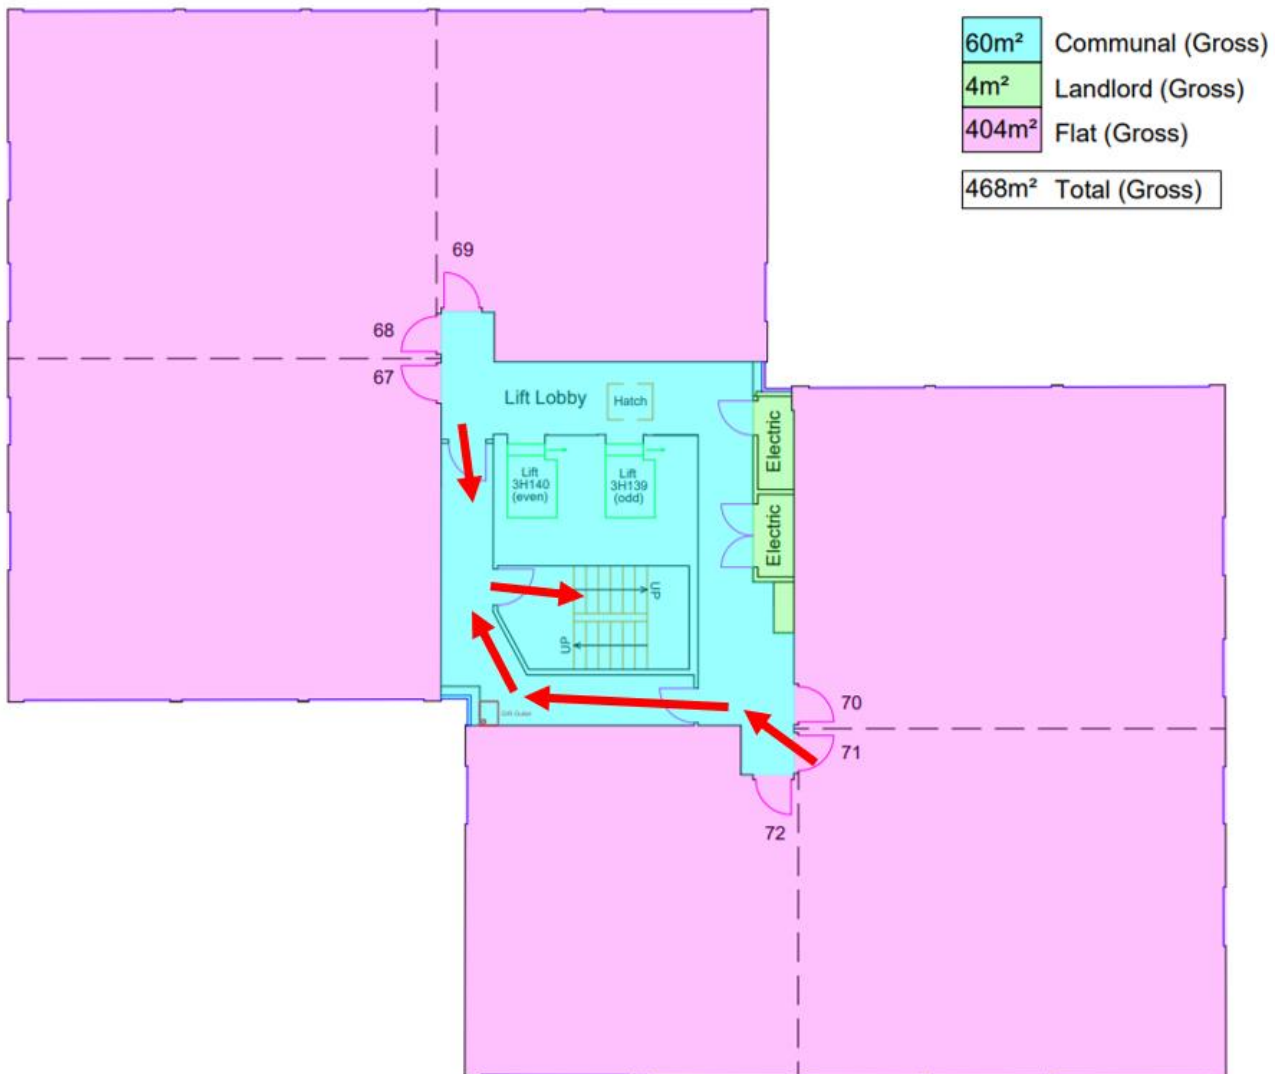 60m² Communal (Gross)
4m² Landlord (Gross)
404m² Flat (Gross)
468m² Total (Gross)
69
68
67
Lift Lobby
Hatch
Electric
Lift
3H140
(even)
Lift
3H139
(odd)
Electric
UP
UP
70
71
72